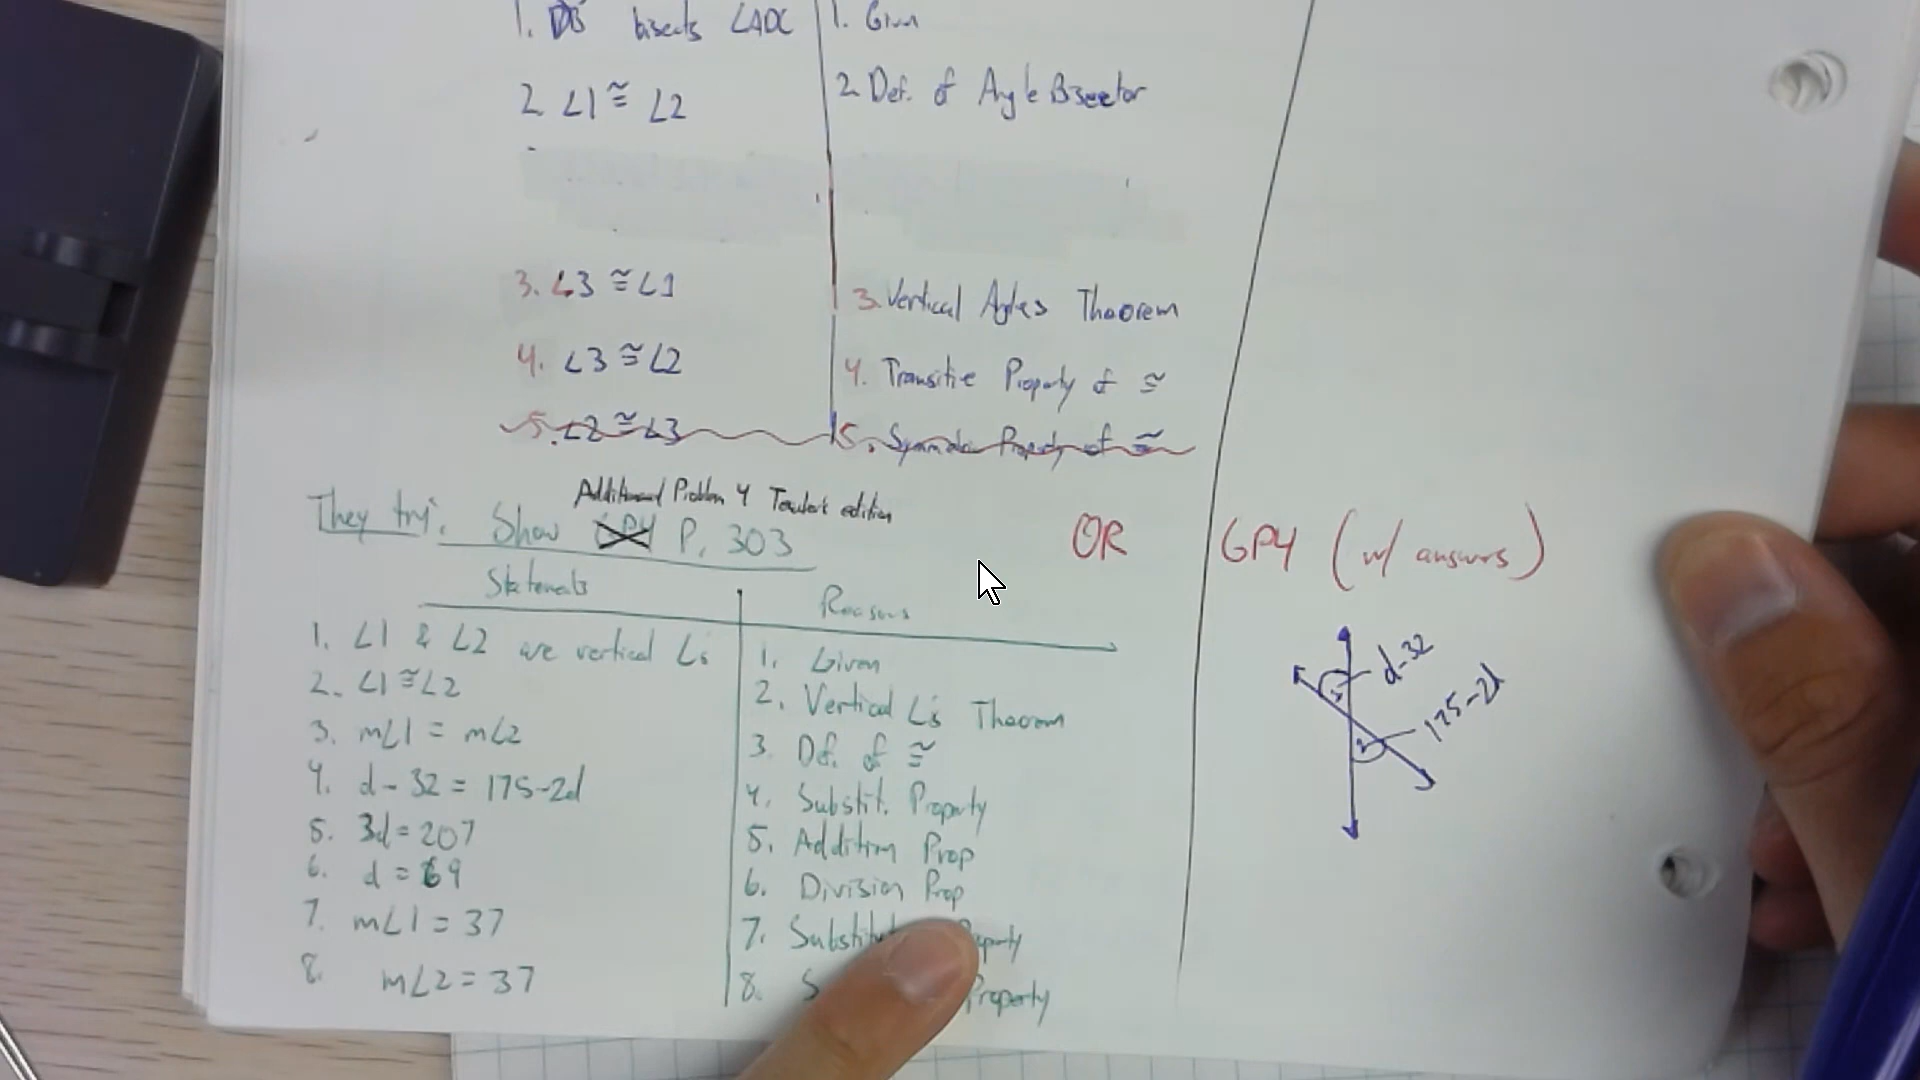 1. DB bisects ∠ADC
1. Given
2. ∠1 ≅ ∠2
2. Def. of Angle Bisector
3. ∠3 ≅ ∠1
3. Vertical Angles Theorem
4. ∠3 ≅ ∠2
4. Transitive Property of ≅
5. ∠2 ≅ ∠3
5. Property of ≅
Additional Problem 4 Teacher's edition
They try: Show P. 303
OR
GP4 (w/ answers)
Statements
Reasons
1. ∠1 & ∠2 are vertical ∠s
1. Given
2. ∠1 ≅ ∠2
2. Vertical ∠s Theorem
3. m∠1 = m∠2
3. Def. of ≅
4. d - 32 = 175-2d
4. Substit. Property
5. 3d = 207
5. Addition Prop
6. d = 69
6. Division Prop
7. m∠1 = 37
7.
8. m∠2 = 37
8. Property
d-32
175-2d